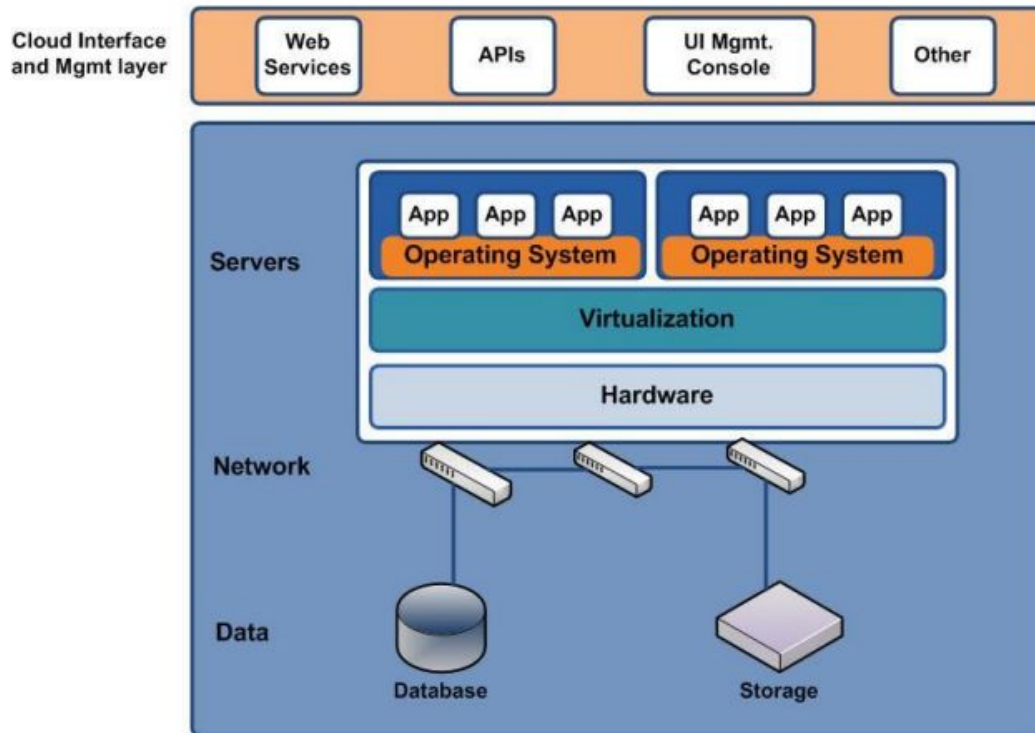 Cloud Interface
and Mgmt layer
Web
Services
APIs
UI Mgmt.
Console
Other
Servers
App App App
Operating System
App App App
Operating System
Virtualization
Hardware
Network
Data
Database
Storage